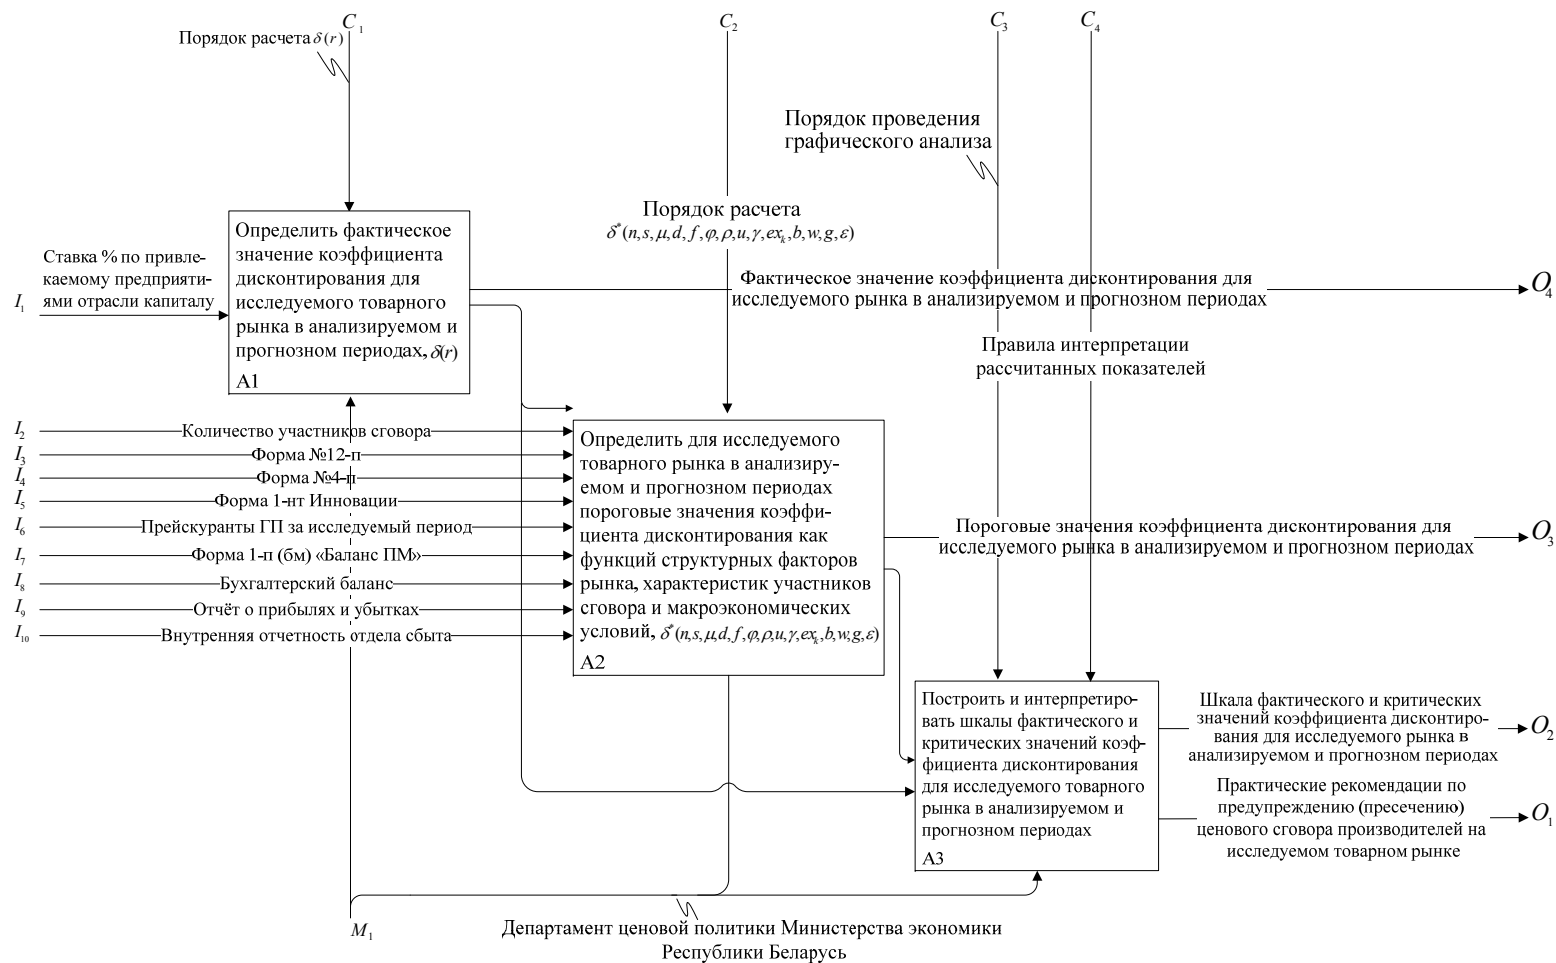 C₁
C₂
C₃
C₄
Порядок расчета δ(r)
Порядок проведения
графического анализа
Порядок расчета
δ*(n,s,μ,d,f,φ,ρ,u,γ,exₖ,b,w,g,ε)
I₁
Ставка % по привле-
каемому предприяти-
ями отрасли капиталу
Определить фактическое
значение коэффициента
дисконтирования для
исследуемого товарного
рынка в анализируемом и
прогнозном периодах, δ(r)
А1
Фактическое значение коэффициента дисконтирования для
исследуемого рынка в анализируемом и прогнозном периодах
O₄
Правила интерпретации
рассчитанных показателей
I₂
Количество участников сговора
I₃
Форма №12-п
I₄
Форма №4-п
I₅
Форма 1-нт Инновации
I₆
Прейскуранты ГП за исследуемый период
I₇
Форма 1-п (бм) «Баланс ПМ»
I₈
Бухгалтерский баланс
I₉
Отчёт о прибылях и убытках
I₁₀
Внутренняя отчетность отдела сбыта
Определить для исследуемого
товарного рынка в анализиру-
емом и прогнозном периодах
пороговые значения коэффи-
циента дисконтирования как
функций структурных факторов
рынка, характеристик участников
сговора и макроэкономических
условий, δ*(n,s,μ,d,f,φ,ρ,u,γ,exₖ,b,w,g,ε)
А2
Пороговые значения коэффициента дисконтирования для
исследуемого рынка в анализируемом и прогнозном периодах
O₃
Построить и интерпретиро-
вать шкалы фактического и
критических значений коэф-
фициента дисконтирования
для исследуемого товарного
рынка в анализируемом и
прогнозном периодах
А3
Шкала фактического и критических
значений коэффициента дисконтиро-
вания для исследуемого рынка в
анализируемом и прогнозном периодах
O₂
Практические рекомендации по
предупреждению (пресечению)
ценового сговора производителей на
исследуемом товарном рынке
O₁
M₁
Департамент ценовой политики Министерства экономики
Республики Беларусь